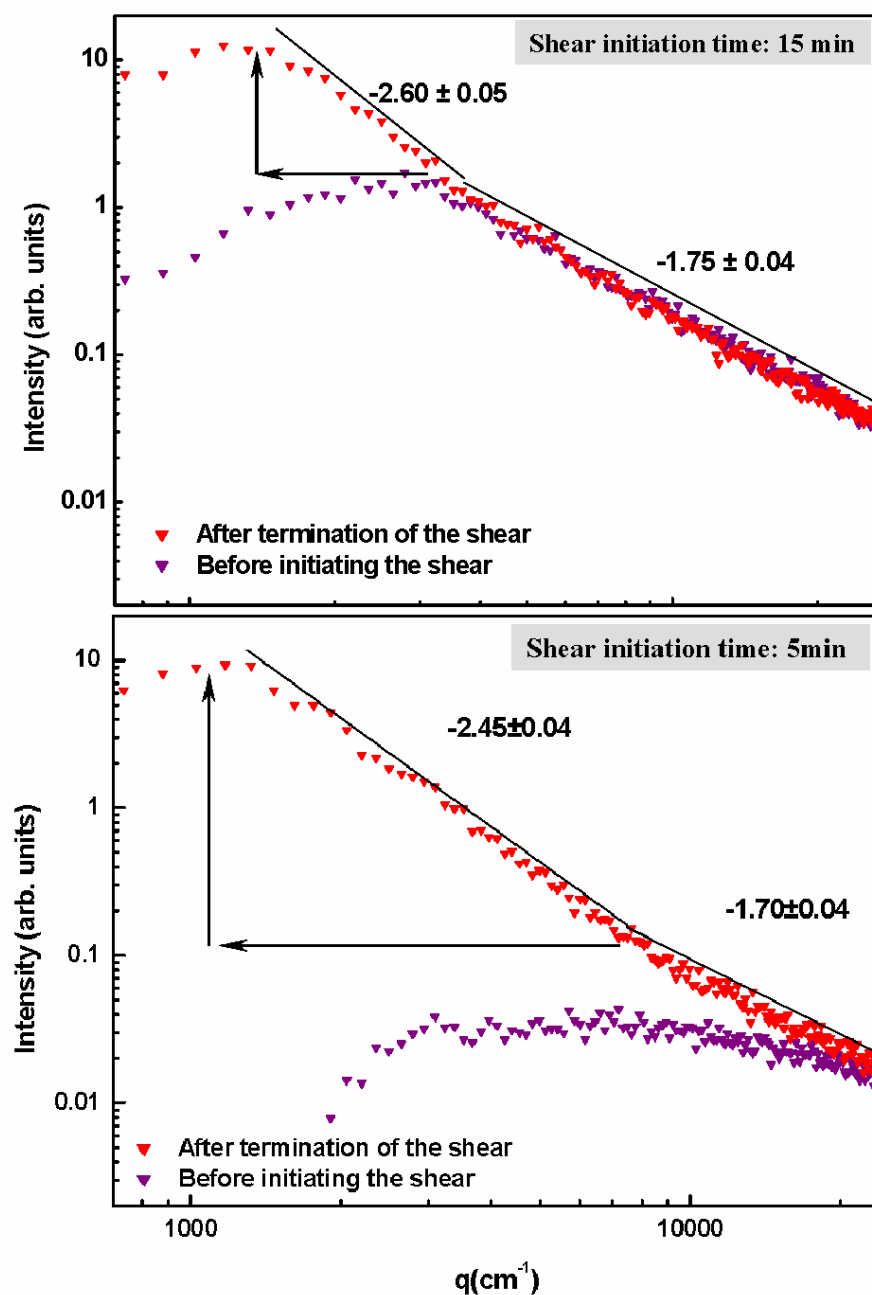 Shear initiation time: 15 min
10
-2.60 ± 0.05
1
-1.75 ± 0.04
0.1
0.01
Intensity (arb. units)
After termination of the shear
Before initiating the shear
Shear initiation time: 5min
10
-2.45±0.04
1
-1.70±0.04
0.1
0.01
Intensity (arb. units)
After termination of the shear
Before initiating the shear
1000 10000
q(cm⁻¹)